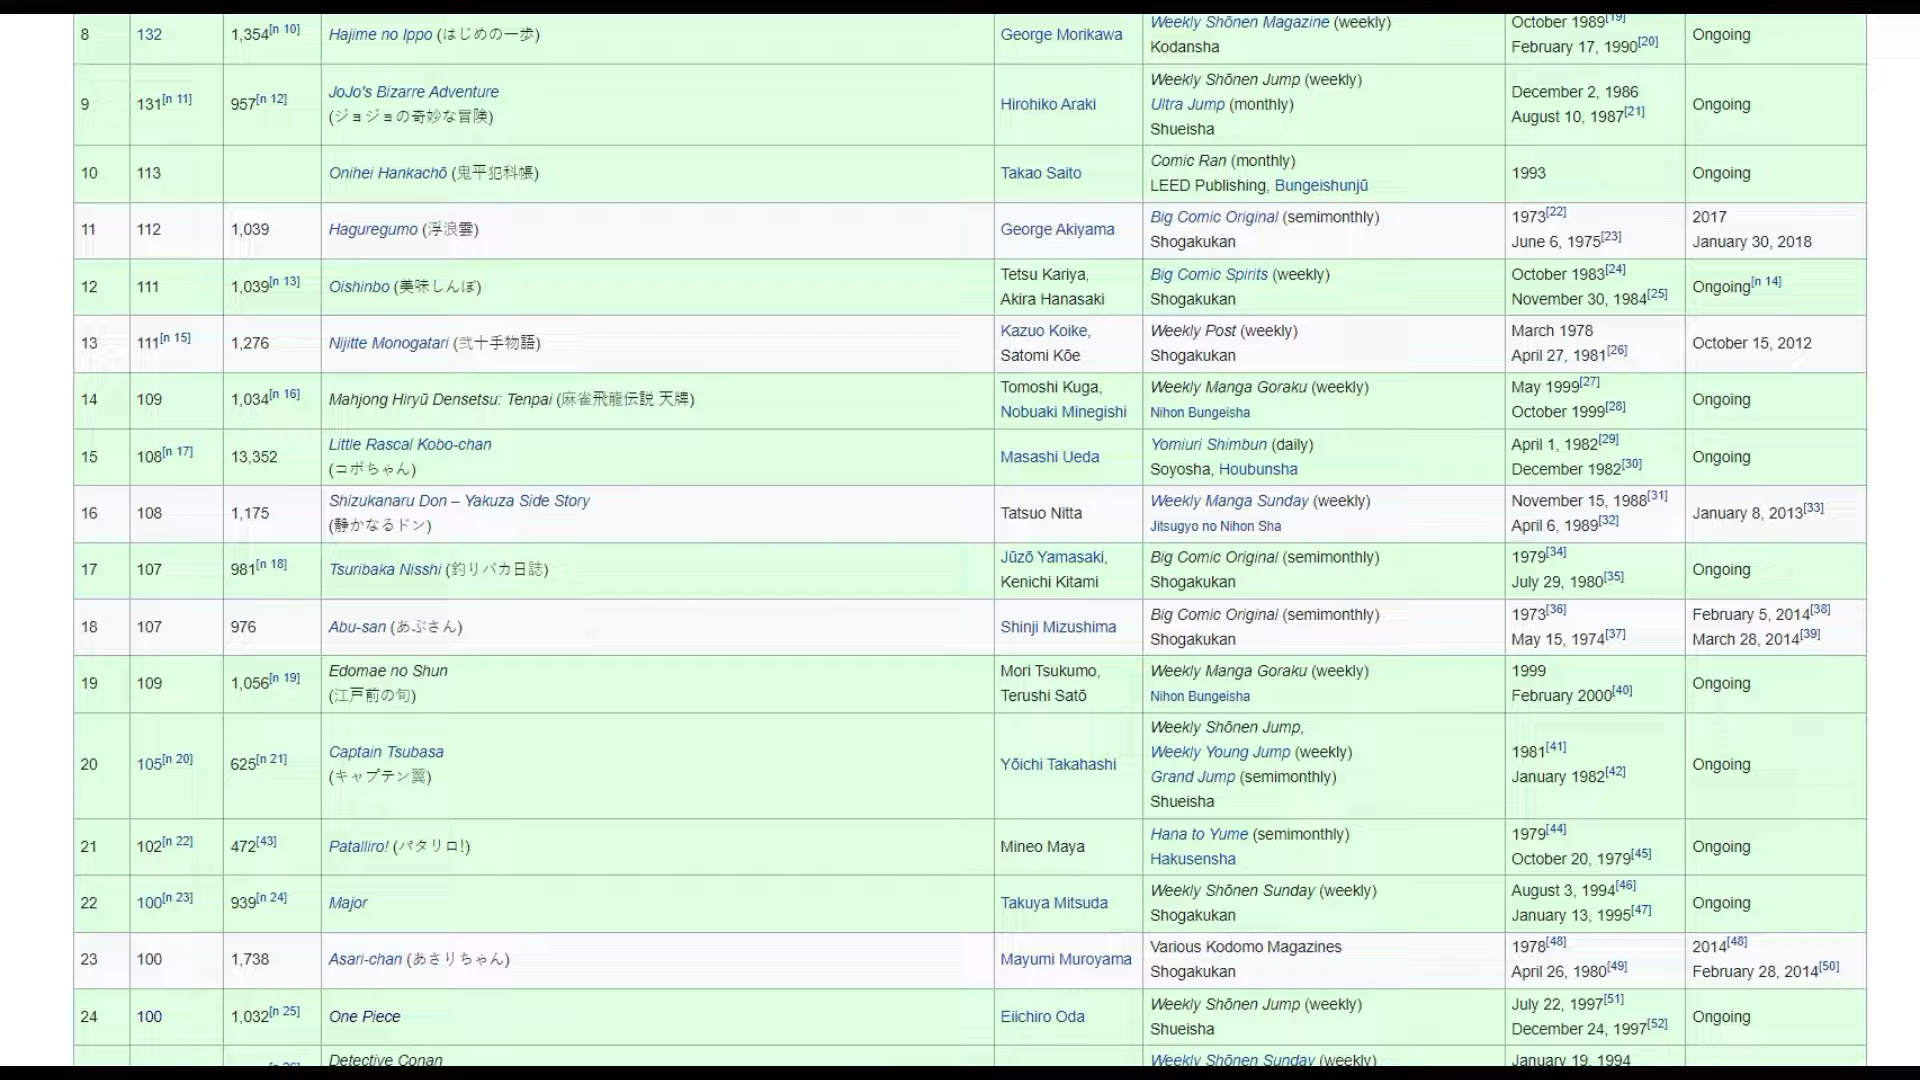 8 132 1,354[n 10] Hajime no Ippo (はじめの一歩) George Morikawa Weekly Shōnen Magazine (weekly) October 1989[19] Ongoing
Kodansha February 17, 1990[20]
9 131[n 11] 957[n 12] JoJo's Bizarre Adventure Hirohiko Araki Weekly Shōnen Jump (weekly) December 2, 1986 Ongoing
(ジョジョの奇妙な冒険) Ultra Jump (monthly) August 10, 1987[21]
Shueisha
10 113 Onihei Hankachō (鬼平犯科帳) Takao Saito Comic Ran (monthly) 1993 Ongoing
LEED Publishing, Bungeishunjū
11 112 1,039 Haguregumo (浮浪雲) George Akiyama Big Comic Original (semimonthly) 1973[22] 2017
Shogakukan June 6, 1975[23] January 30, 2018
12 111 1,039[n 13] Oishinbo (美味しんぼ) Tetsu Kariya, Big Comic Spirits (weekly) October 1983[24] Ongoing[n 14]
Akira Hanasaki Shogakukan November 30, 1984[25]
13 111[n 15] 1,276 Nijitte Monogatari (弐十手物語) Kazuo Koike, Weekly Post (weekly) March 1978 October 15, 2012
Satomi Kōe Shogakukan April 27, 1981[26]
14 109 1,034[n 16] Mahjong Hiryū Densetsu: Tenpai (麻雀飛龍伝説 天牌) Tomoshi Kuga, Weekly Manga Goraku (weekly) May 1999[27] Ongoing
Nobuaki Minegishi Nihon Bungeisha October 1999[28]
15 108[n 17] 13,352 Little Rascal Kobo-chan Masashi Ueda Yomiuri Shimbun (daily) April 1, 1982[29] Ongoing
(コボちゃん) Soyosha, Houbunsha December 1982[30]
16 108 1,175 Shizukanaru Don – Yakuza Side Story Tatsuo Nitta Weekly Manga Sunday (weekly) November 15, 1988[31] January 8, 2013[33]
(静かなるドン) Jitsugyo no Nihon Sha April 6, 1989[32]
17 107 981[n 18] Tsuribaka Nisshi (釣りバカ日誌) Jūzō Yamasaki, Big Comic Original (semimonthly) 1979[34] Ongoing
Kenichi Kitami Shogakukan July 29, 1980[35]
18 107 976 Abu-san (あぶさん) Shinji Mizushima Big Comic Original (semimonthly) 1973[36] February 5, 2014[38]
Shogakukan May 15, 1974[37] March 28, 2014[39]
19 109 1,056[n 19] Edomae no Shun Mori Tsukumo, Weekly Manga Goraku (weekly) 1999 Ongoing
(江戸前の旬) Terushi Satō Nihon Bungeisha February 2000[40]
20 105[n 20] 625[n 21] Captain Tsubasa Yōichi Takahashi Weekly Shōnen Jump, 1981[41] Ongoing
(キャプテン翼) Weekly Young Jump (weekly) January 1982[42]
Grand Jump (semimonthly)
Shueisha
21 102[n 22] 472[43] Patalliro! (パタリロ!) Mineo Maya Hana to Yume (semimonthly) 1979[44] Ongoing
Hakusensha October 20, 1979[45]
22 100[n 23] 939[n 24] Major Takuya Mitsuda Weekly Shōnen Sunday (weekly) August 3, 1994[46] Ongoing
Shogakukan January 13, 1995[47]
23 100 1,738 Asari-chan (あさりちゃん) Mayumi Muroyama Various Kodomo Magazines 1978[48] 2014[48]
Shogakukan April 26, 1980[49] February 28, 2014[50]
24 100 1,032[n 25] One Piece Eiichiro Oda Weekly Shōnen Jump (weekly) July 22, 1997[51] Ongoing
Shueisha December 24, 1997[52]
Detective Conan Weekly Shōnen Sunday (weekly) January 19, 1994